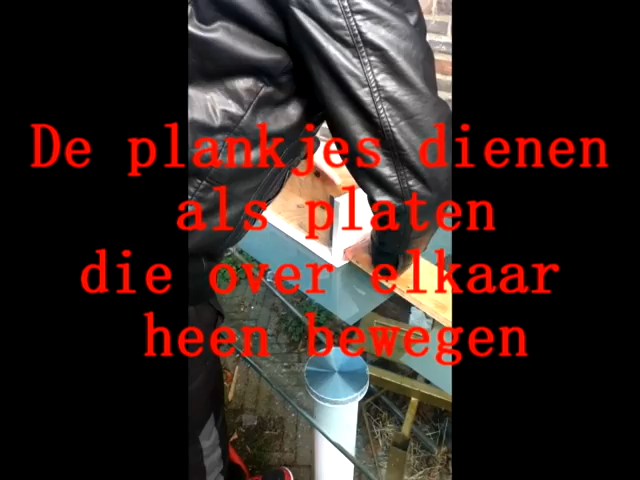 De plankjes dienen
als platen
die over elkaar
heen bewegen